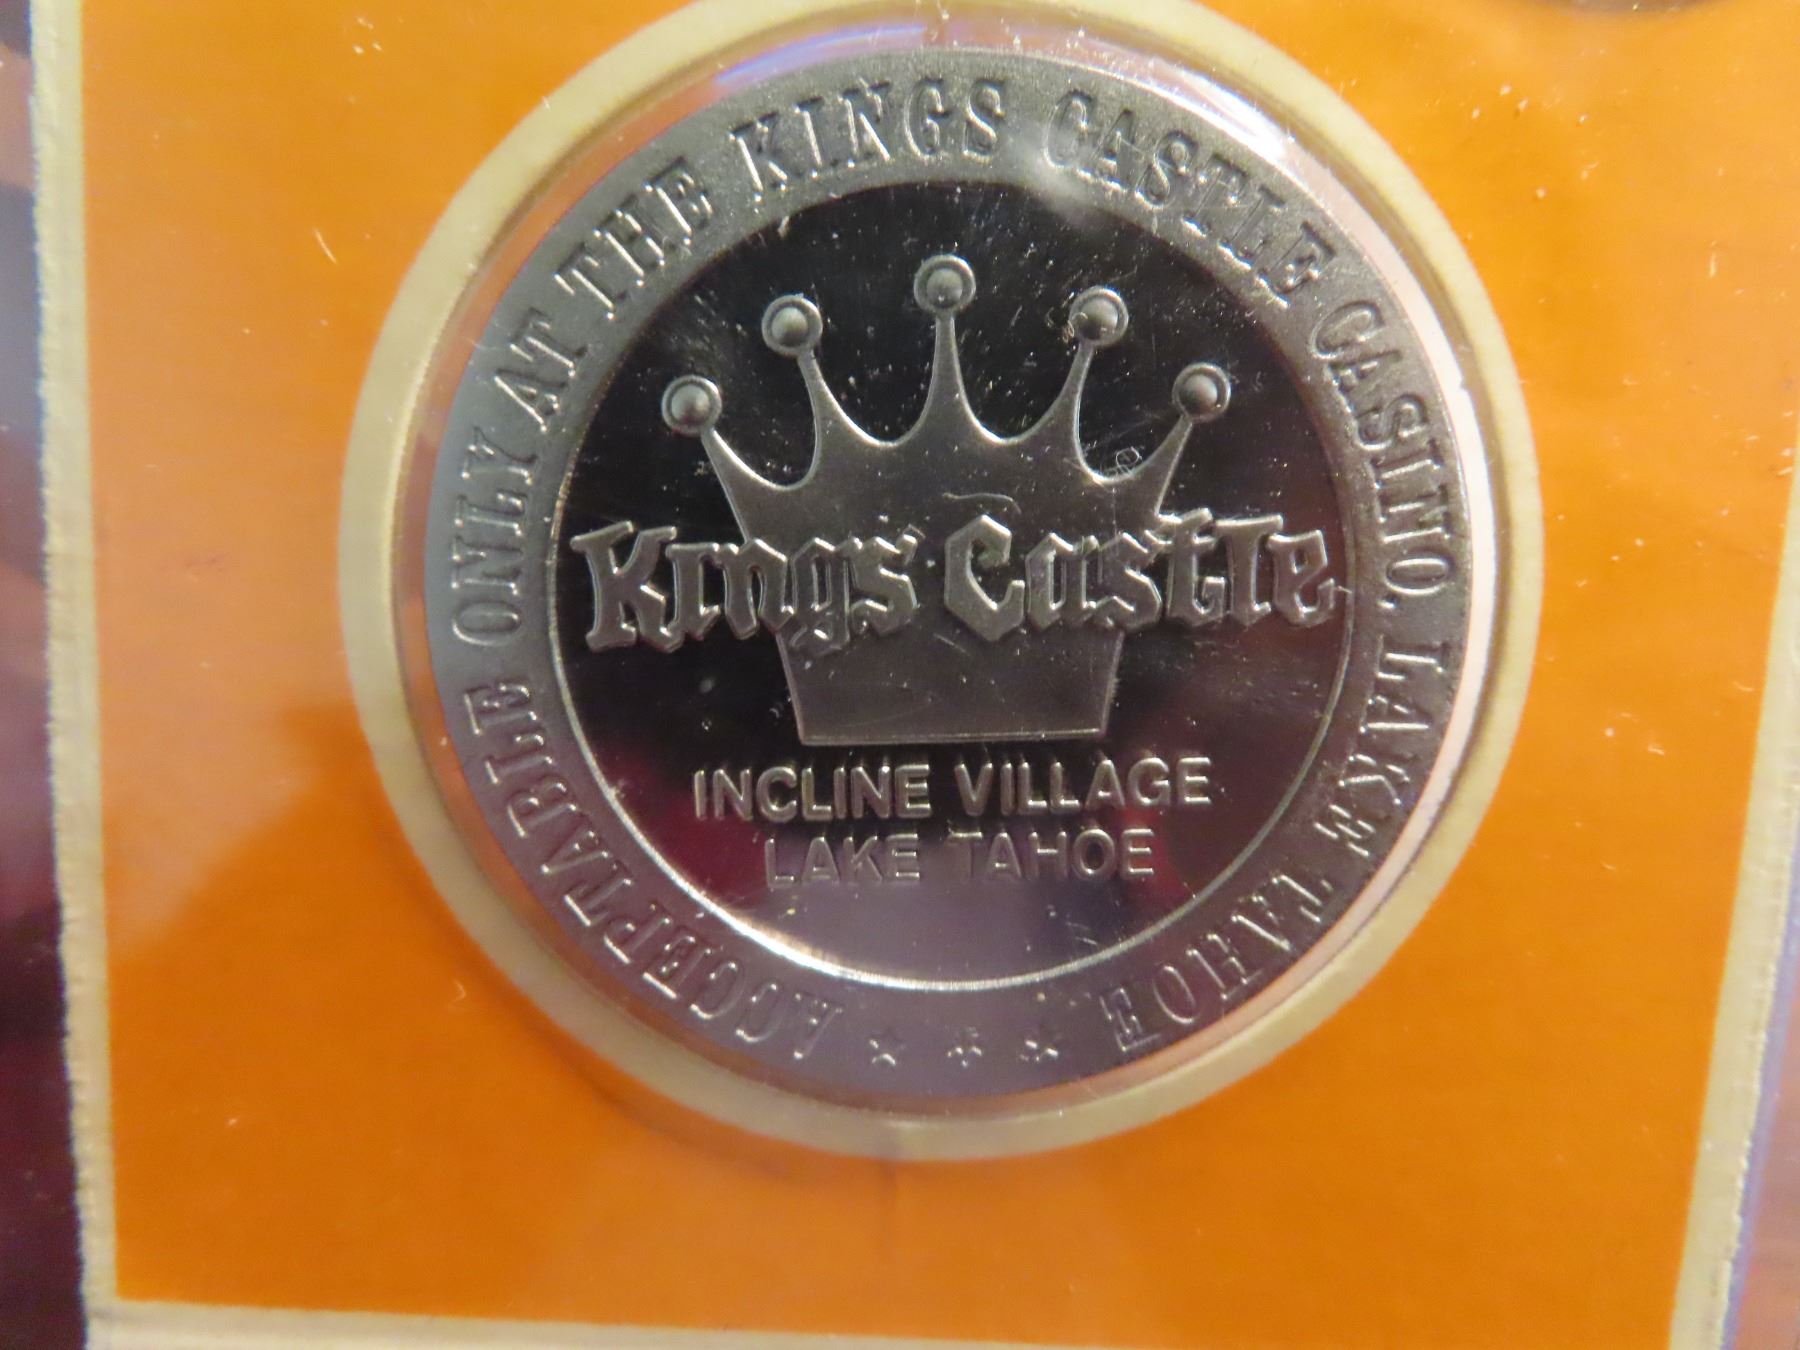 ACCEPTABLE ONLY AT THE KINGS CASTLE CASINO, LAKE TAHOE
Kings Castle
INCLINE VILLAGE
LAKE TAHOE